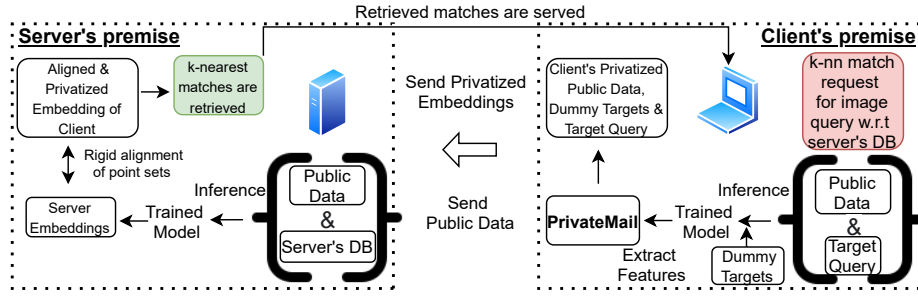 Retrieved matches are served
Server's premise
Aligned &
Privatized
Embedding of
Client
k-nearest
matches are
retrieved
Rigid alignment
of point sets
Server
Embeddings
Trained
Model
Inference
Public
Data
&
Server's DB
Send Privatized
Embeddings
Send
Public Data
Client's premise
Client's Privatized
Public Data,
Dummy Targets &
Target Query
k-nn match
request
for image
query w.r.t
server's DB
PrivateMail
Extract
Features
Trained
Model
Inference
Dummy
Targets
Public
Data
&
Target
Query